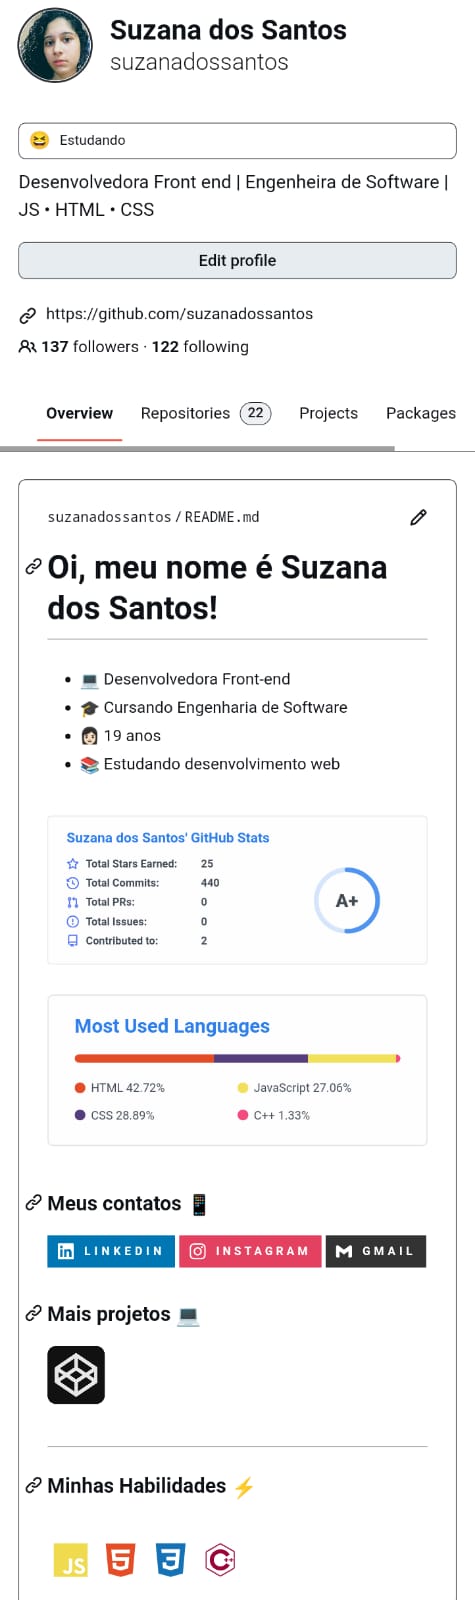 Suzana dos Santos
suzanadossantos
Estudando
Desenvolvedora Front end | Engenheira de Software |
JS • HTML • CSS
Edit profile
https://github.com/suzanadossantos
137 followers · 122 following
Overview Repositories 22 Projects Packages
suzanadossantos/README.md
Oi, meu nome é Suzana
dos Santos!
• 💻 Desenvolvedora Front-end
• 🎓 Cursando Engenharia de Software
• 👩🏻 19 anos
• 📚 Estudando desenvolvimento web
Suzana dos Santos' GitHub Stats
Total Stars Earned: 25
Total Commits: 440
Total PRs: 0
Total Issues: 0
Contributed to: 2
A+
Most Used Languages
HTML 42.72% JavaScript 27.06%
CSS 28.89% C++ 1.33%
Meus contatos 📱
LINKEDIN INSTAGRAM GMAIL
Mais projetos 💻
Minhas Habilidades ⚡
JS 5 3 C++